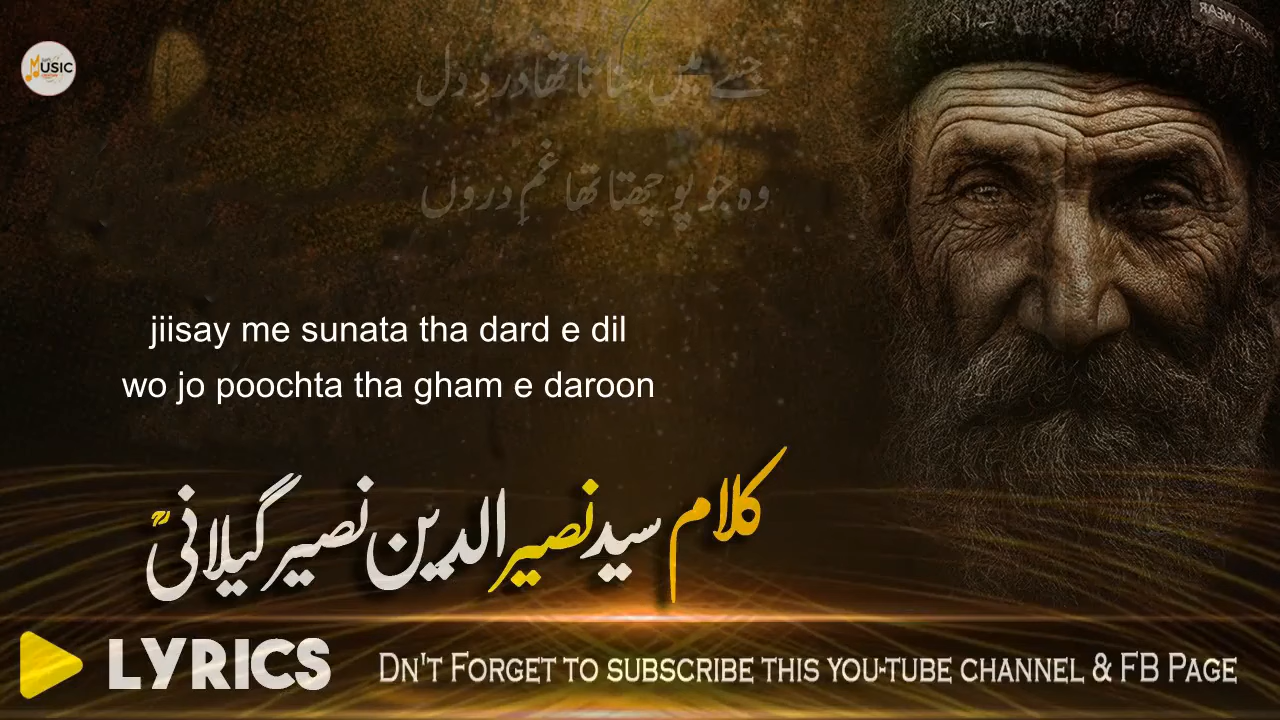 MUSIC
جسے میں سناتا تھا درد دل
وہ جو پوچھتا تھا غمِ دروں
jiisay me sunata tha dard e dil
wo jo poochta tha gham e daroon
کلام سید نصیر الدین نصیر گیلانیؒ
LYRICS
Dn't Forget to subscribe this you-tube channel & FB Page